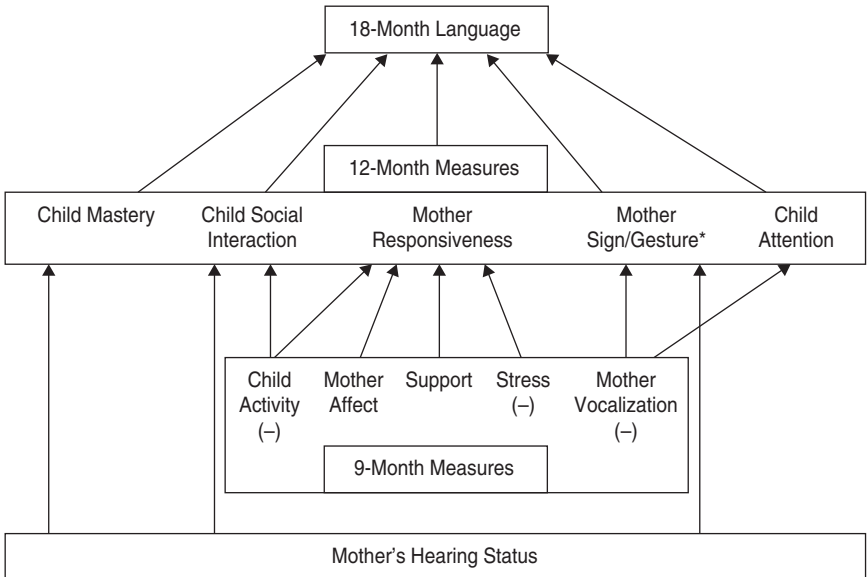 18-Month Language
12-Month Measures
Child Mastery
Child Social
Interaction
Mother
Responsiveness
Mother
Sign/Gesture*
Child
Attention
Child
Activity
(–)
Mother
Affect
Support
Stress
(–)
Mother
Vocalization
(–)
9-Month Measures
Mother's Hearing Status